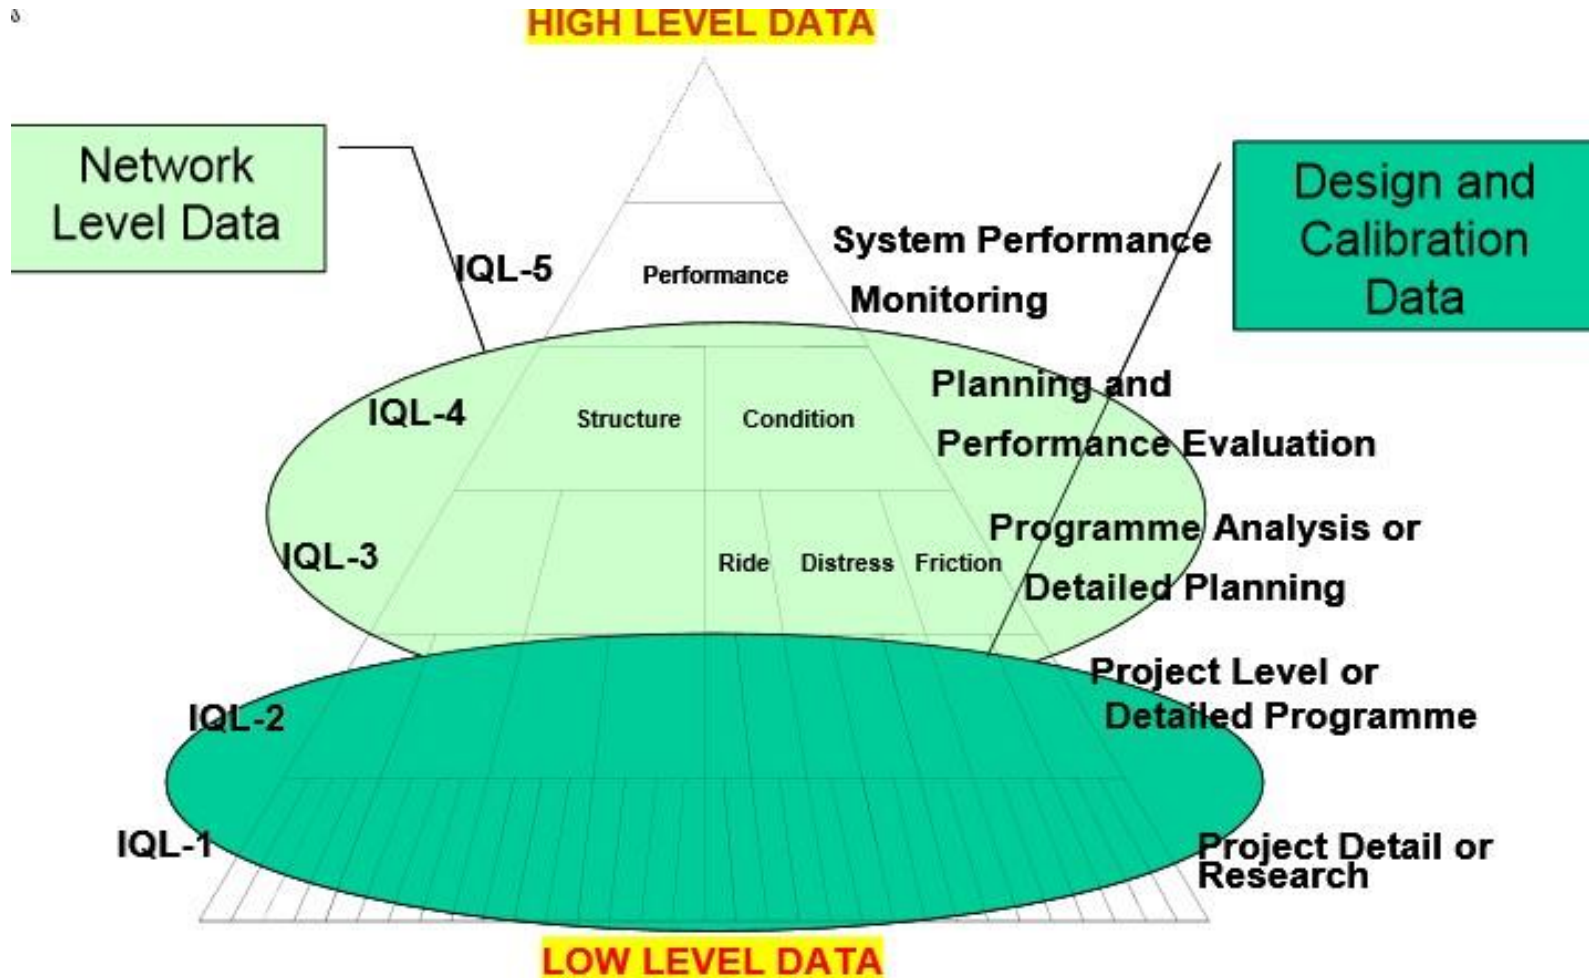 HIGH LEVEL DATA
Network
Level Data
Design and
Calibration
Data
IQL-5
Performance
System Performance
Monitoring
IQL-4
Structure
Condition
Planning and
Performance Evaluation
IQL-3
Ride
Distress
Friction
Programme Analysis or
Detailed Planning
IQL-2
Project Level or
Detailed Programme
IQL-1
Project Detail or
Research
LOW LEVEL DATA